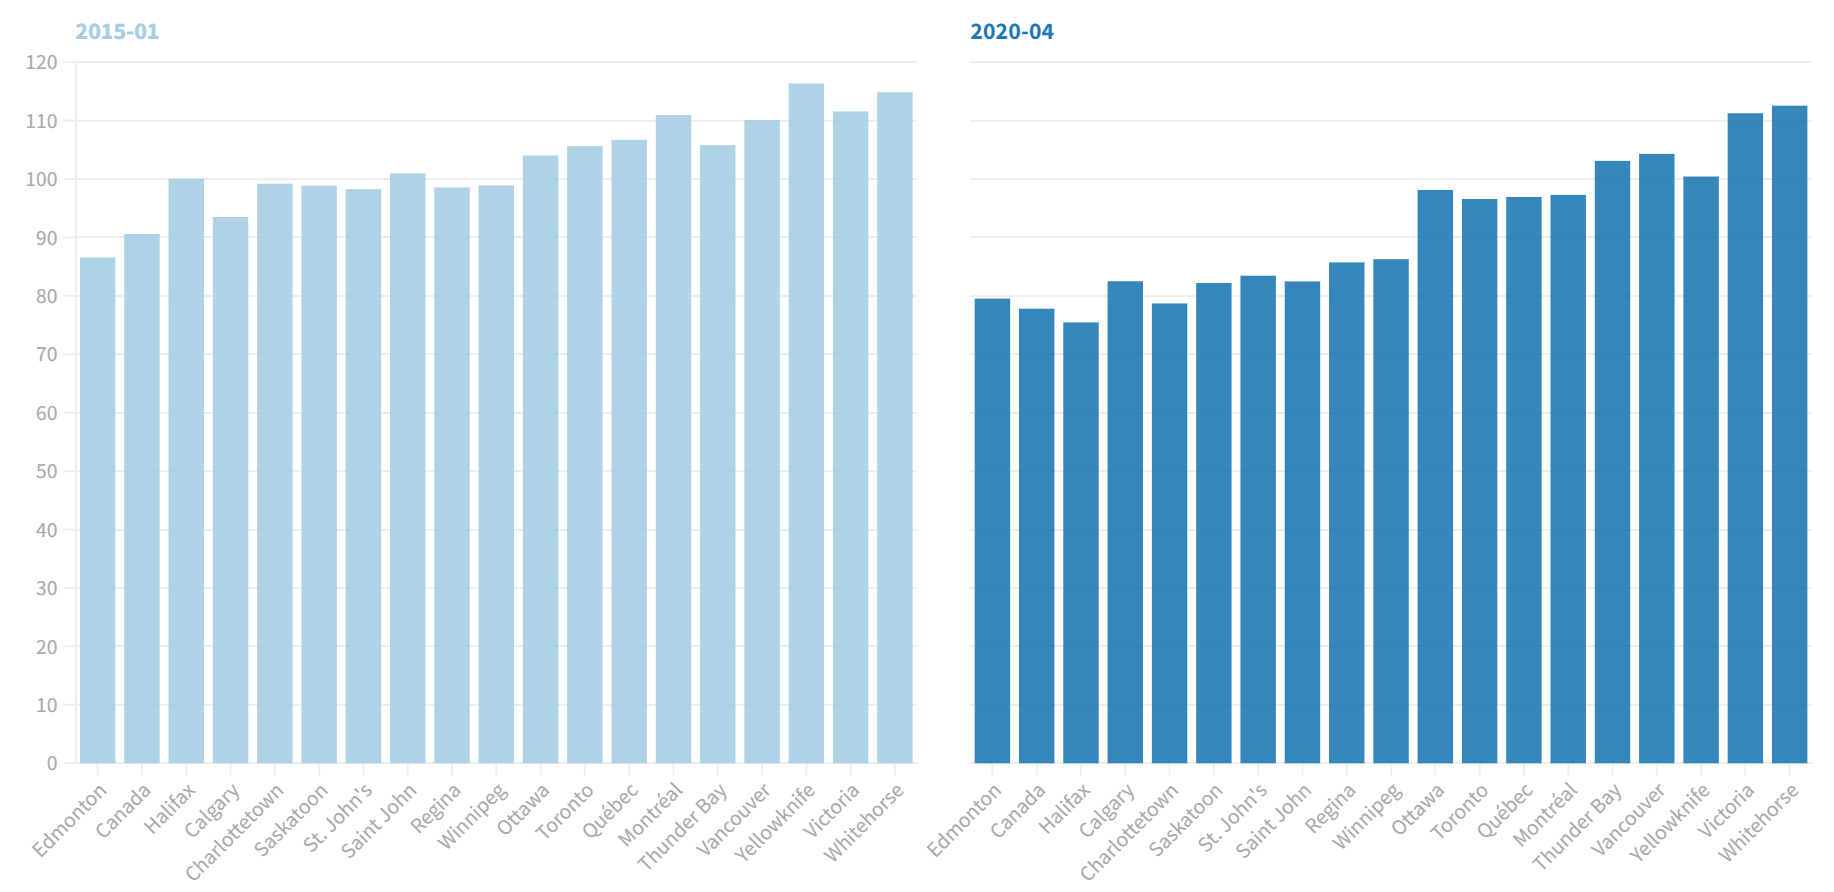 2015-01
2020-04
120
110
100
90
80
70
60
50
40
30
20
10
0
Edmonton
Canada
Halifax
Calgary
Charlottetown
Saskatoon
St. John's
Saint John
Regina
Winnipeg
Ottawa
Toronto
Québec
Montréal
Thunder Bay
Vancouver
Yellowknife
Victoria
Whitehorse
Edmonton
Canada
Halifax
Calgary
Charlottetown
Saskatoon
St. John's
Saint John
Regina
Winnipeg
Ottawa
Toronto
Québec
Montréal
Thunder Bay
Vancouver
Yellowknife
Victoria
Whitehorse